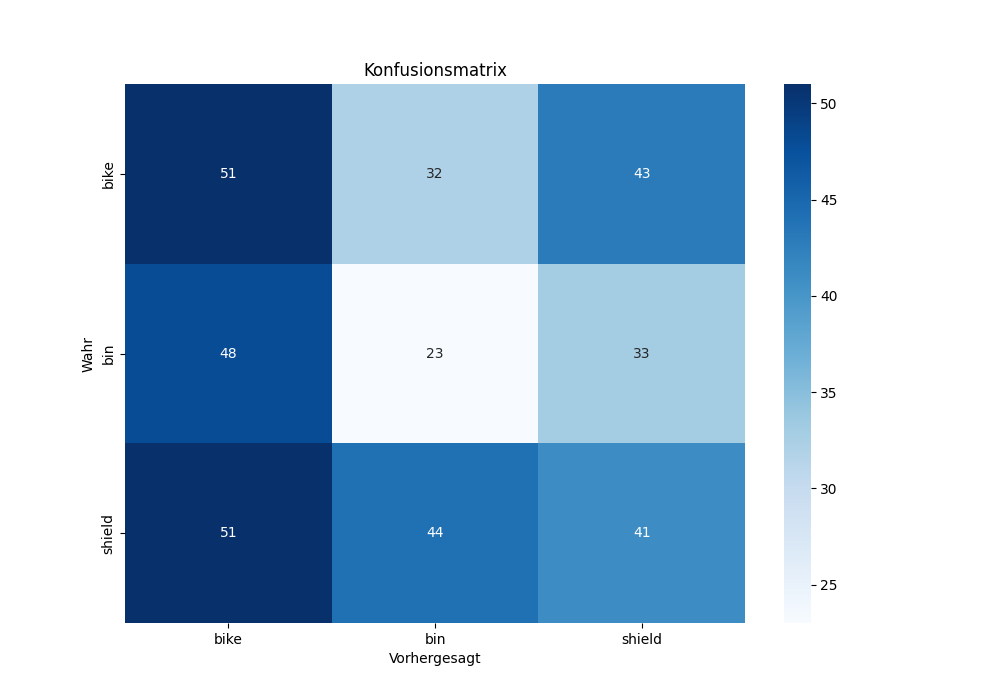 Konfusionsmatrix
bike 51 32 43
bin 48 23 33
shield 51 44 41
Wahr
bike bin shield
Vorhergesagt
50
45
40
35
30
25